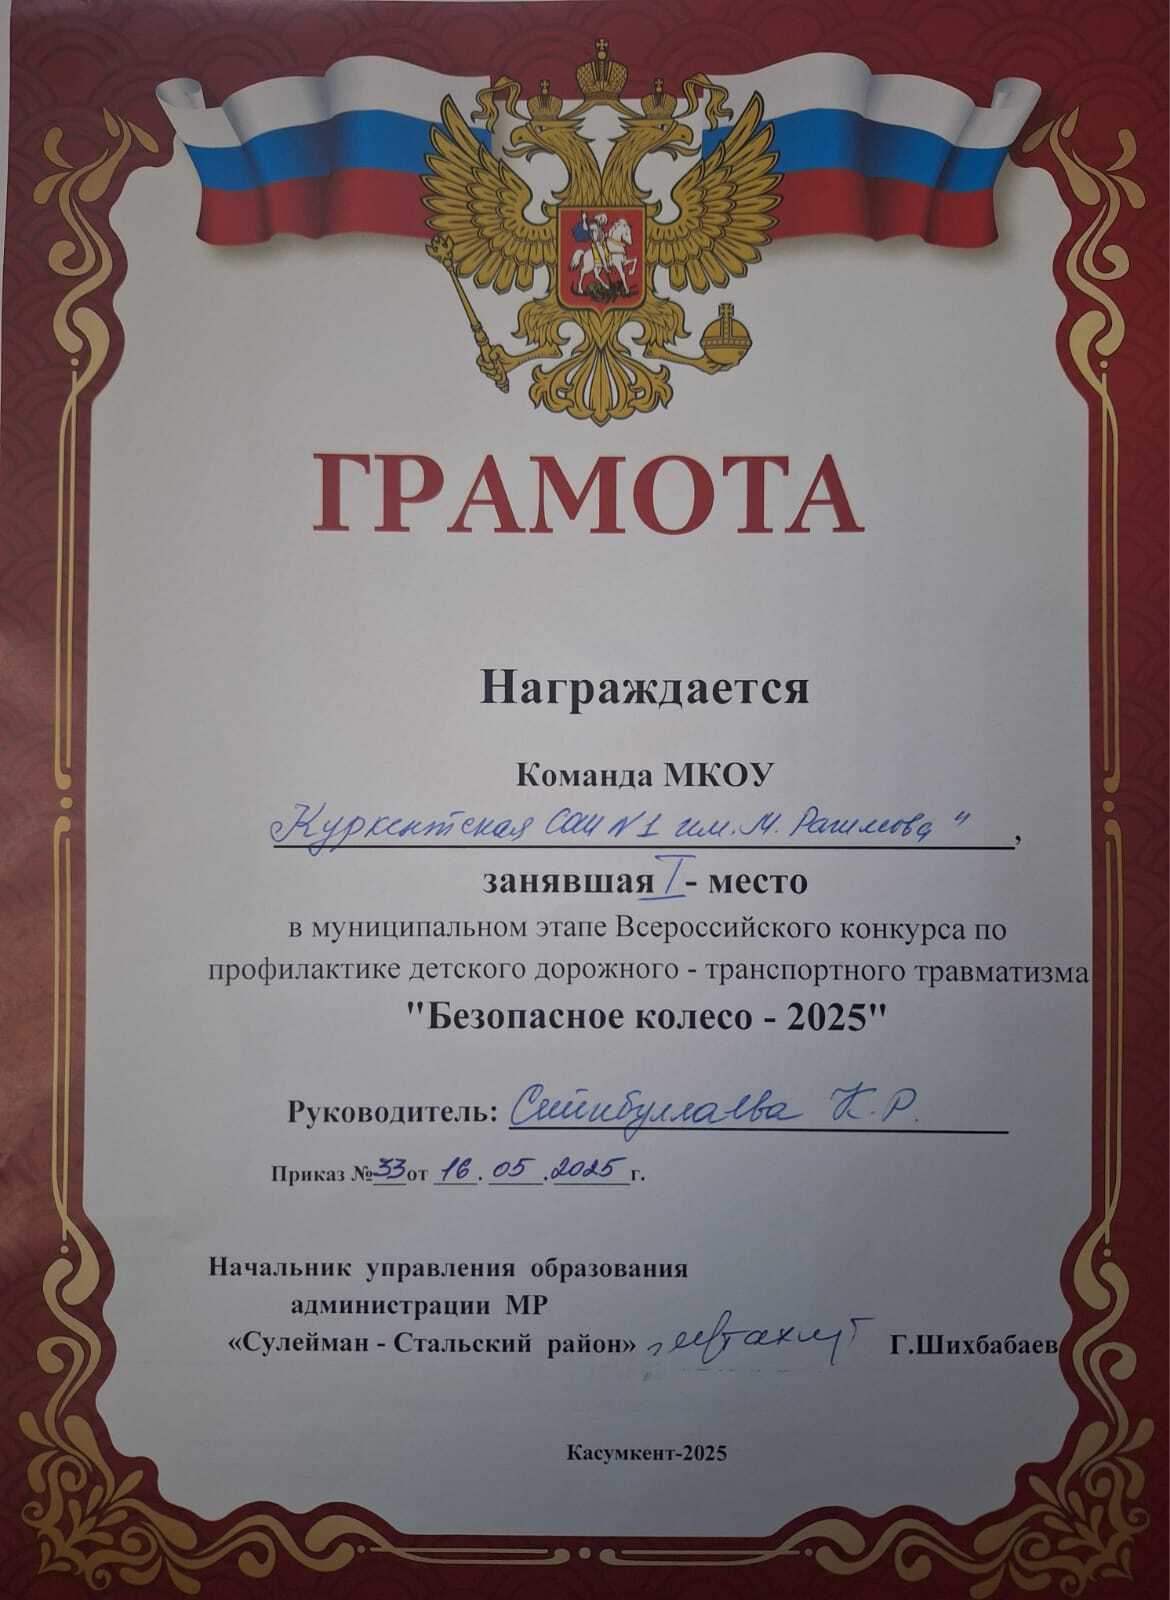 ГРАМОТА
Награждается
Команда МКОУ
Куркентская СОШ №1 им. М. Рагимова",
занявшая I - место
в муниципальном этапе Всероссийского конкурса по
профилактике детского дорожного - транспортного травматизма
"Безопасное колесо - 2025"
Руководитель: К.Р.
Приказ №33 от 16.05.2025 г.
Начальник управления образования
администрации МР
«Сулейман - Стальский район» Г.Шихбабаев
Касумкент-2025